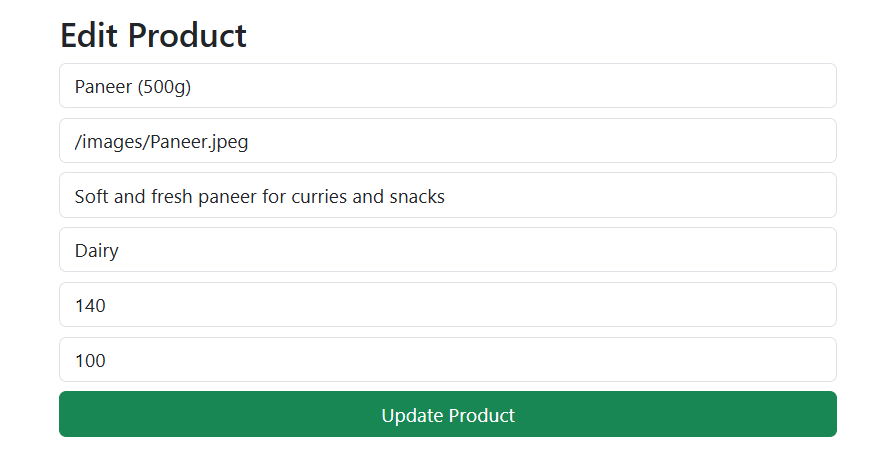 Edit Product
Paneer (500g)
/images/Paneer.jpeg
Soft and fresh paneer for curries and snacks
Dairy
140
100
Update Product